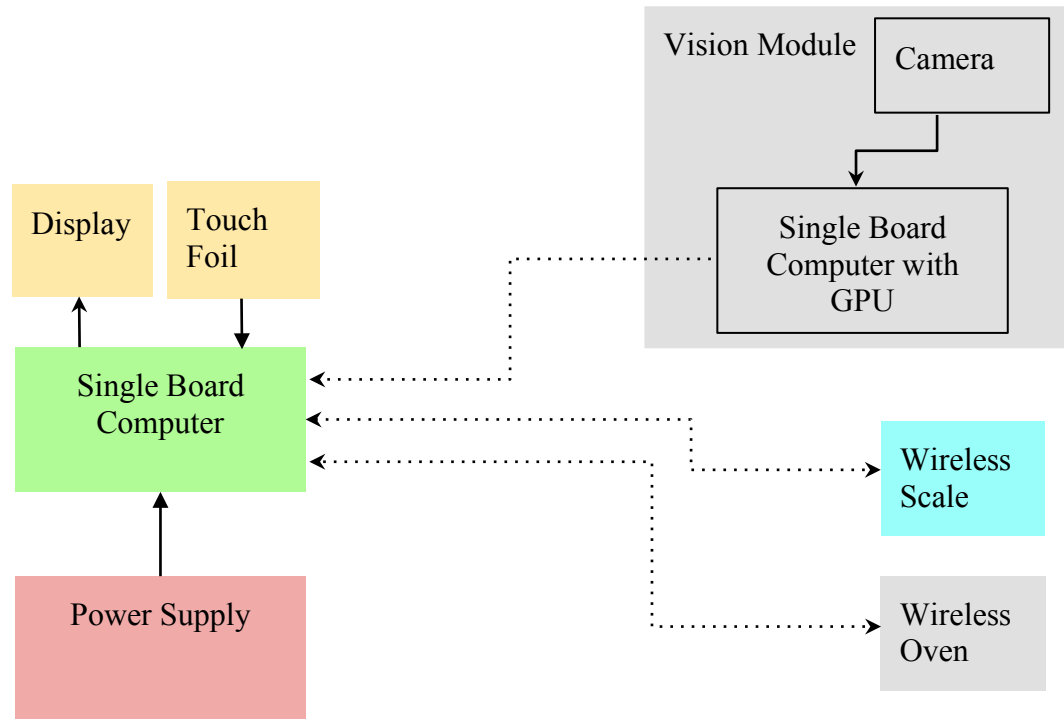 Vision Module
Camera
Display
Touch
Foil
Single Board
Computer with
GPU
Single Board
Computer
Wireless
Scale
Power Supply
Wireless
Oven